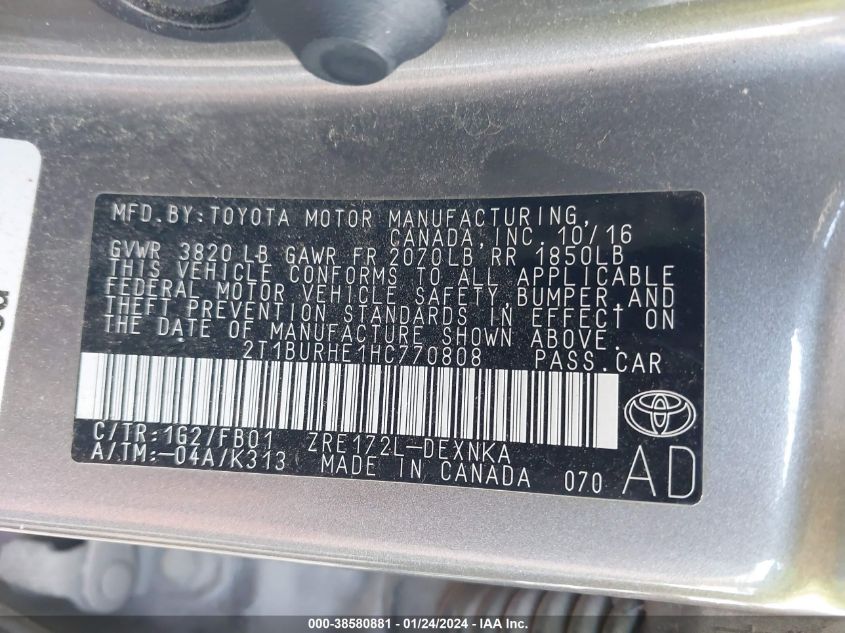 MFD. BY: TOYOTA MOTOR MANUFACTURING,
CANADA, INC. 10/16
GVWR 3820 LB GAWR FR 2070LB RR 1850LB
THIS VEHICLE CONFORMS TO ALL APPLICABLE
FEDERAL MOTOR VEHICLE SAFETY, BUMPER, AND
THEFT PREVENTION STANDARDS IN EFFECT ON
THE DATE OF MANUFACTURE SHOWN ABOVE.
2T1BURHE1HC770808 PASS. CAR
C/TR: 1G2/FB01 ZRE172L-DEXNKA
A/TM: -04A/K313 MADE IN CANADA 070 AD
000-38580881 - 01/24/2024 - IAA Inc.